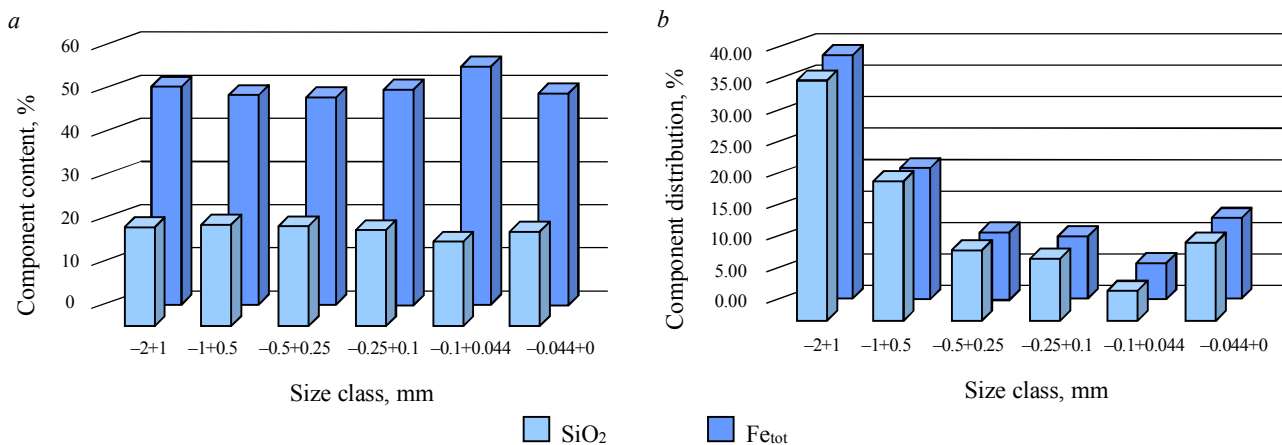 a
Component content, %
60
50
40
30
20
10
0
–2+1 –1+0.5 –0.5+0.25 –0.25+0.1 –0.1+0.044 –0.044+0
Size class, mm
b
Component distribution, %
40.00
35.00
30.00
25.00
20.00
15.00
10.00
5.00
0.00
–2+1 –1+0.5 –0.5+0.25 –0.25+0.1 –0.1+0.044 –0.044+0
Size class, mm
SiO₂ Feₜₒₜ